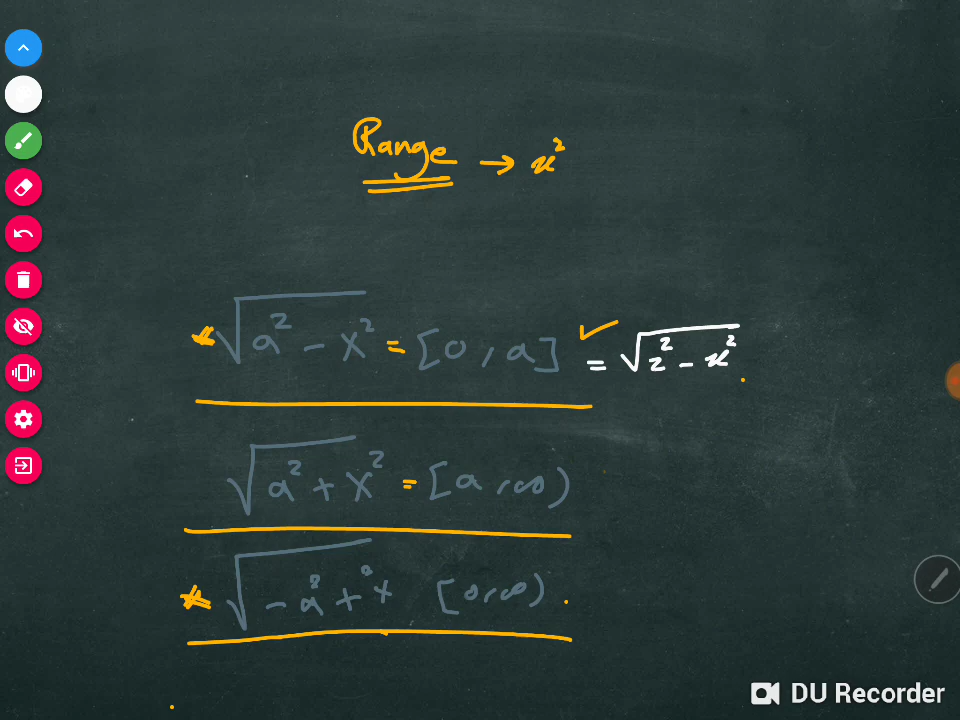 Range → x²
√(a² - x²) = [0, a] ✓ = √(2² - x²)
√(a² + x²) = [a, ∞)
√(-a² + x²) [0, ∞)
DU Recorder